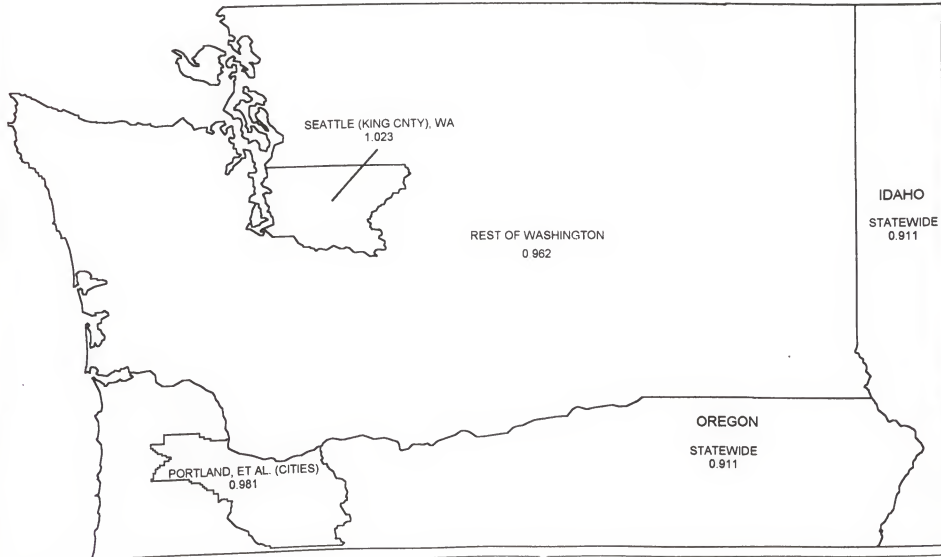 SEATTLE (KING CNTY), WA
1.023
IDAHO
STATEWIDE
0.911
REST OF WASHINGTON
0.962
OREGON
STATEWIDE
0.911
PORTLAND, ET AL. (CITIES)
0.981